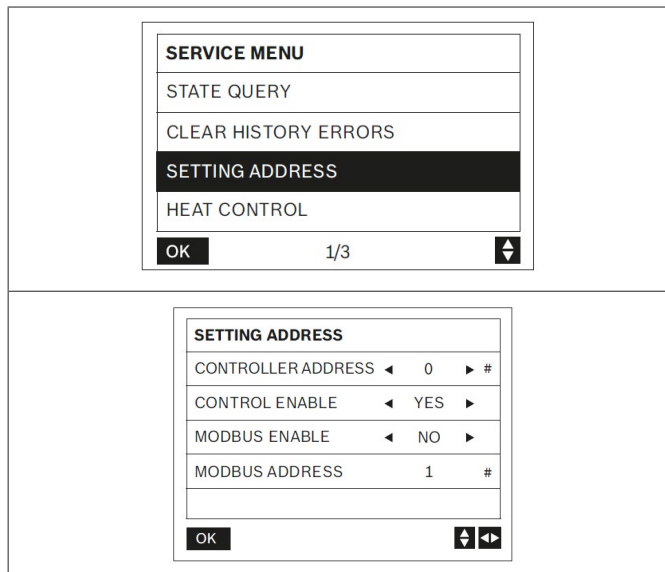 SERVICE MENU
STATE QUERY
CLEAR HISTORY ERRORS
SETTING ADDRESS
HEAT CONTROL
OK 1/3
SETTING ADDRESS
CONTROLLER ADDRESS ◄ 0 ► #
CONTROL ENABLE ◄ YES ►
MODBUS ENABLE ◄ NO ►
MODBUS ADDRESS 1 #
OK